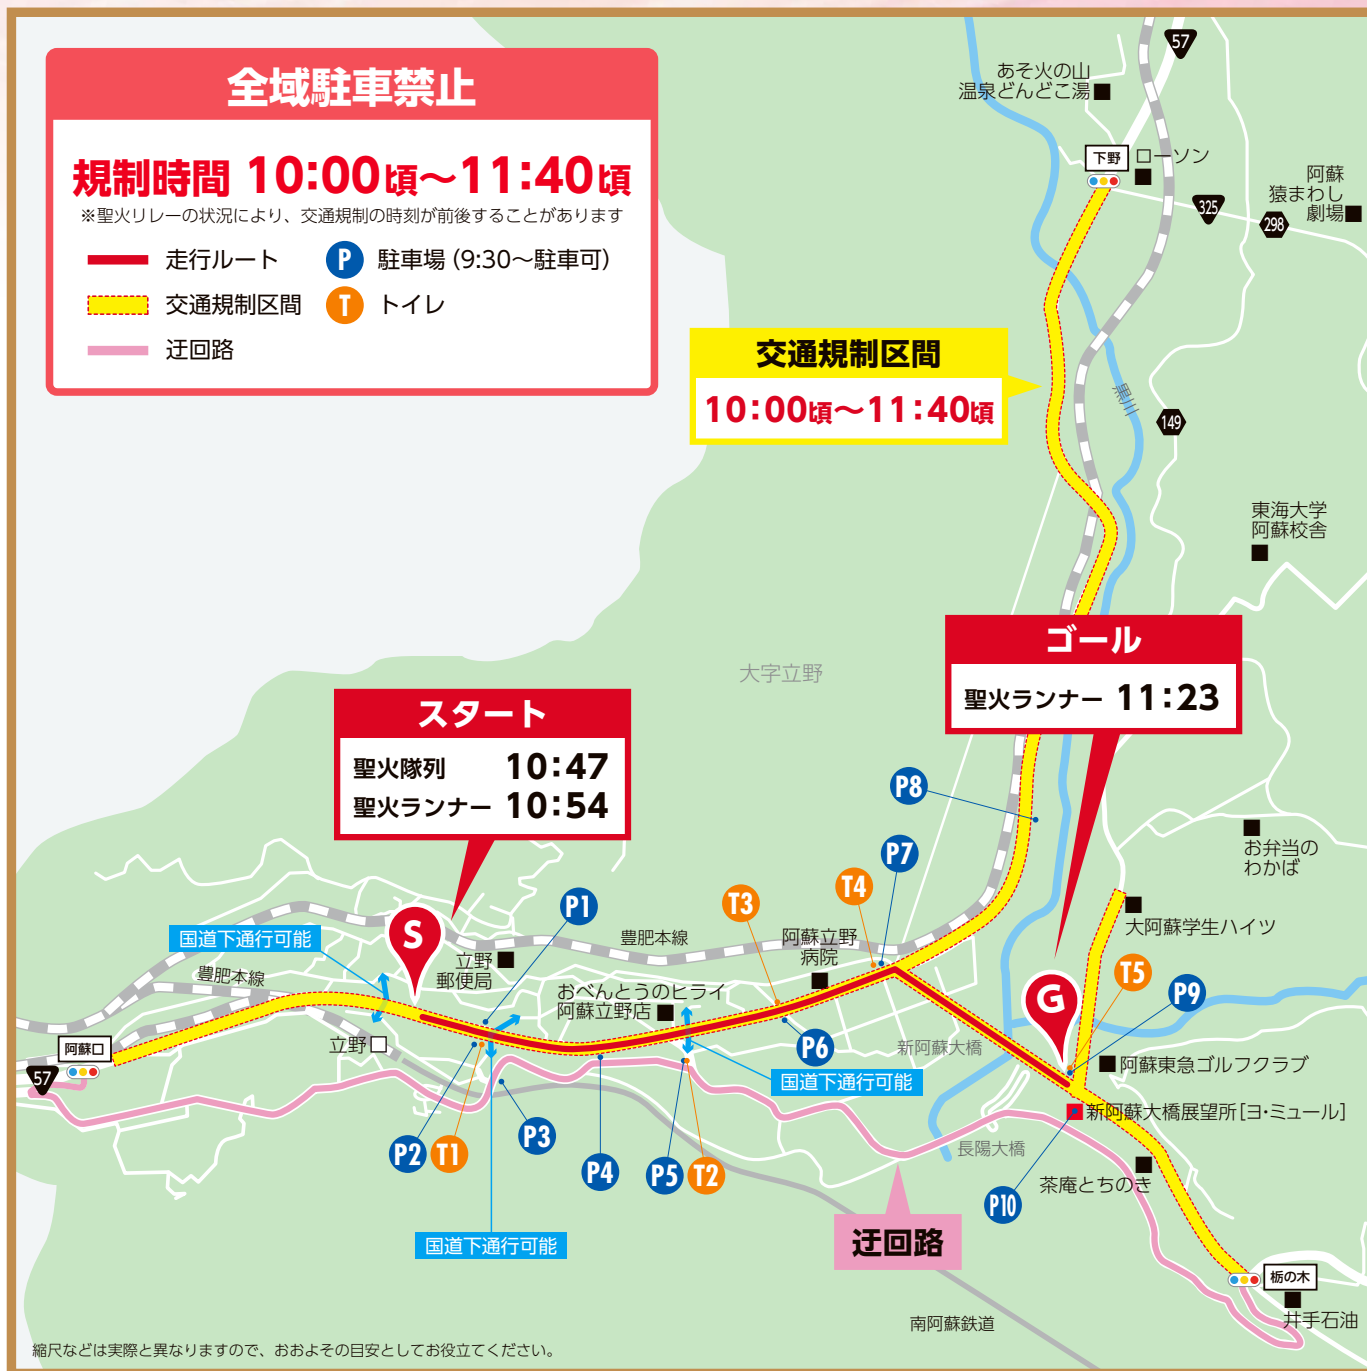 全域駐車禁止
規制時間 10:00頃〜11:40頃
※聖火リレーの状況により、交通規制の時刻が前後することがあります
走行ルート
P 駐車場 (9:30〜駐車可)
交通規制区間
T トイレ
迂回路
57
あそ火の山
温泉どんどこ湯
下野
ローソン
325
298
阿蘇
猿まわし
劇場
交通規制区間
10:00頃〜11:40頃
黒川
149
東海大学
阿蘇校舎
大字立野
ゴール
聖火ランナー 11:23
スタート
聖火隊列 10:47
聖火ランナー 10:54
P8
お弁当の
わかば
P7
T4
T3
P1
S
国道下通行可能
豊肥本線
豊肥本線
立野
郵便局
阿蘇立野
病院
大阿蘇学生ハイツ
おべんとうのヒライ
阿蘇立野店
T5
P9
G
立野
阿蘇口
57
P6
新阿蘇大橋
国道下通行可能
阿蘇東急ゴルフクラブ
新阿蘇大橋展望所[ヨ・ミュール]
P2
T1
P3
P4
P5
T2
長陽大橋
茶庵とちのき
P10
国道下通行可能
迂回路
栃の木
井手石油
南阿蘇鉄道
縮尺などは実際と異なりますので、おおよその目安としてお役立てください。